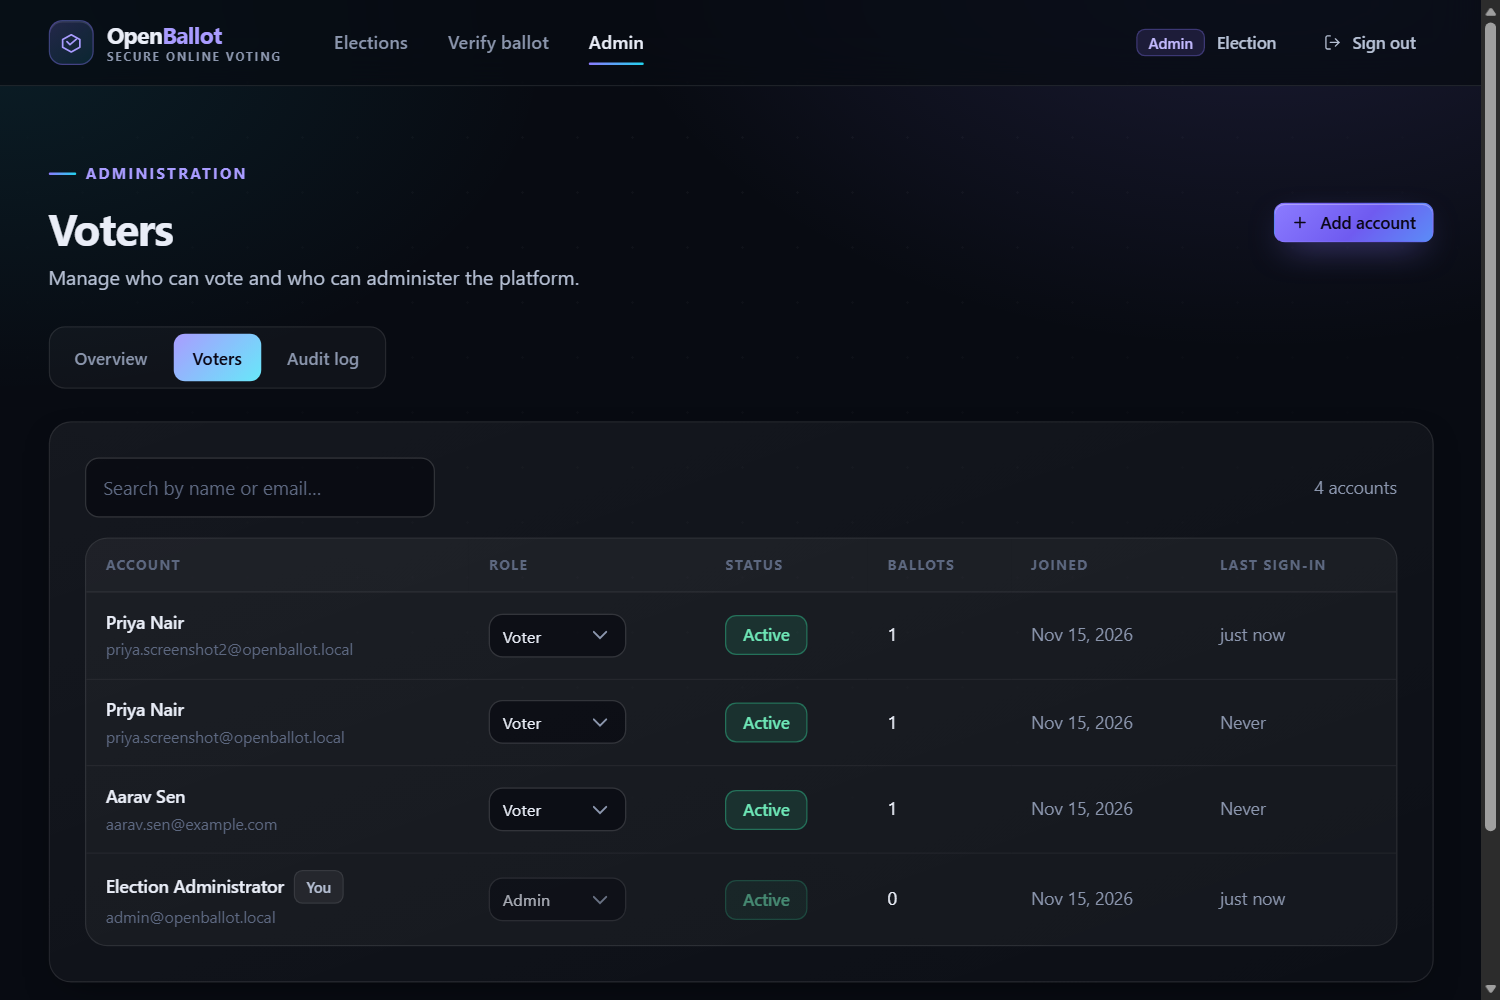 OpenBallot
SECURE ONLINE VOTING
Elections
Verify ballot
Admin
Admin
Election
Sign out
ADMINISTRATION
Voters
Manage who can vote and who can administer the platform.
+ Add account
Overview
Voters
Audit log
Search by name or email...
4 accounts
ACCOUNT ROLE STATUS BALLOTS JOINED LAST SIGN-IN
Priya Nair
priya.screenshot2@openballot.local
Voter
Active
1
Nov 15, 2026
just now
Priya Nair
priya.screenshot@openballot.local
Voter
Active
1
Nov 15, 2026
Never
Aarav Sen
aarav.sen@example.com
Voter
Active
1
Nov 15, 2026
Never
Election Administrator You
admin@openballot.local
Admin
Active
0
Nov 15, 2026
just now